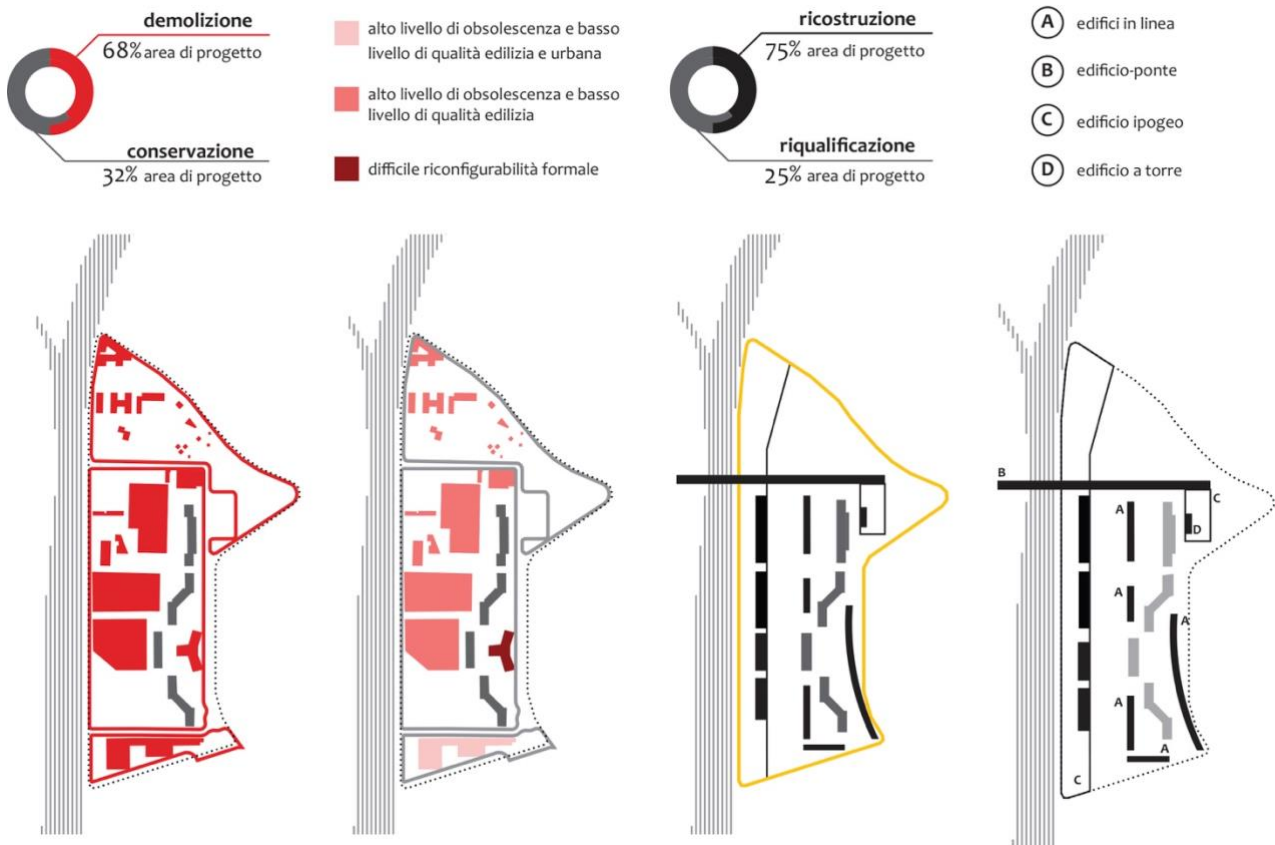 demolizione
68% area di progetto
conservazione
32% area di progetto
alto livello di obsolescenza e basso
livello di qualità edilizia e urbana
alto livello di obsolescenza e basso
livello di qualità edilizia
difficile riconfigurabilità formale
ricostruzione
75% area di progetto
riqualificazione
25% area di progetto
A edifici in linea
B edificio-ponte
C edificio ipogeo
D edificio a torre
B
C
A
D
A
A
A
A
C